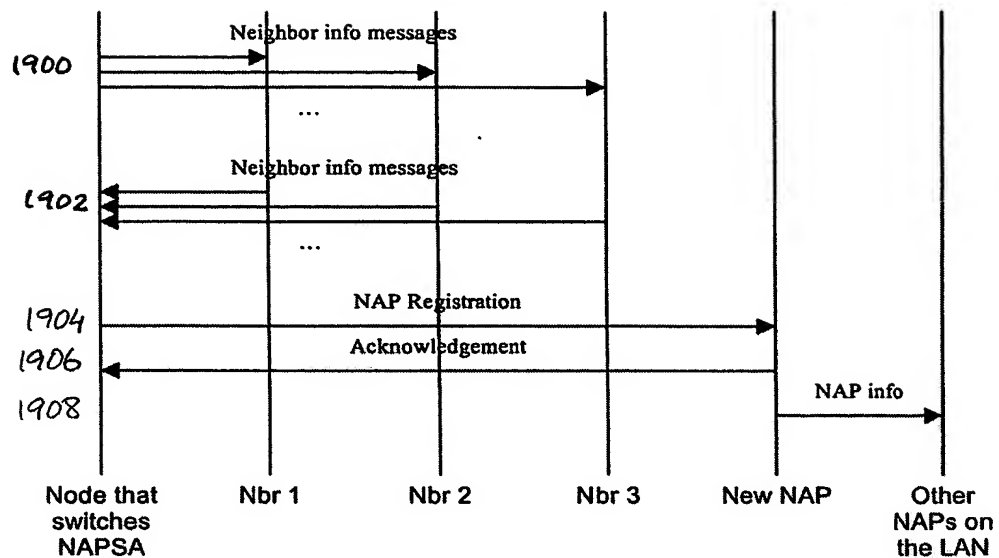 Neighbor info messages
1900
...
Neighbor info messages
1902
...
NAP Registration
1904
Acknowledgement
1906
NAP info
1908
Node that
switches
NAPSA
Nbr 1
Nbr 2
Nbr 3
New NAP
Other
NAPs on
the LAN